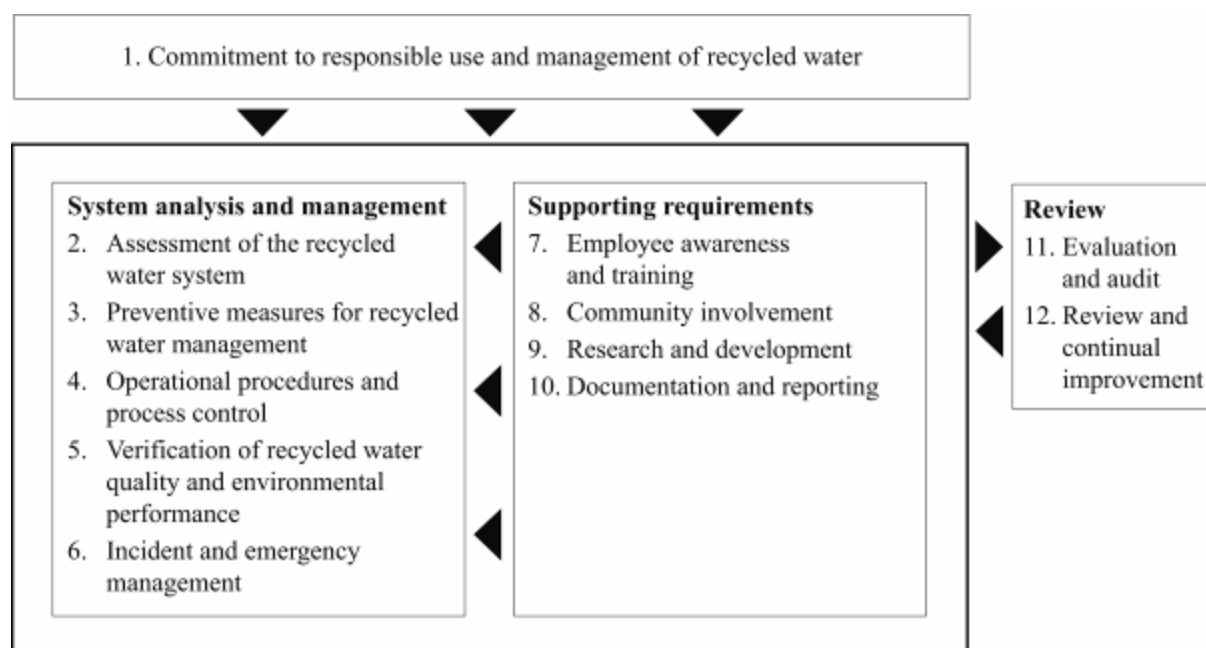 1. Commitment to responsible use and management of recycled water
System analysis and management
2. Assessment of the recycled
water system
3. Preventive measures for recycled
water management
4. Operational procedures and
process control
5. Verification of recycled water
quality and environmental
performance
6. Incident and emergency
management
Supporting requirements
7. Employee awareness
and training
8. Community involvement
9. Research and development
10. Documentation and reporting
Review
11. Evaluation
and audit
12. Review and
continual
improvement